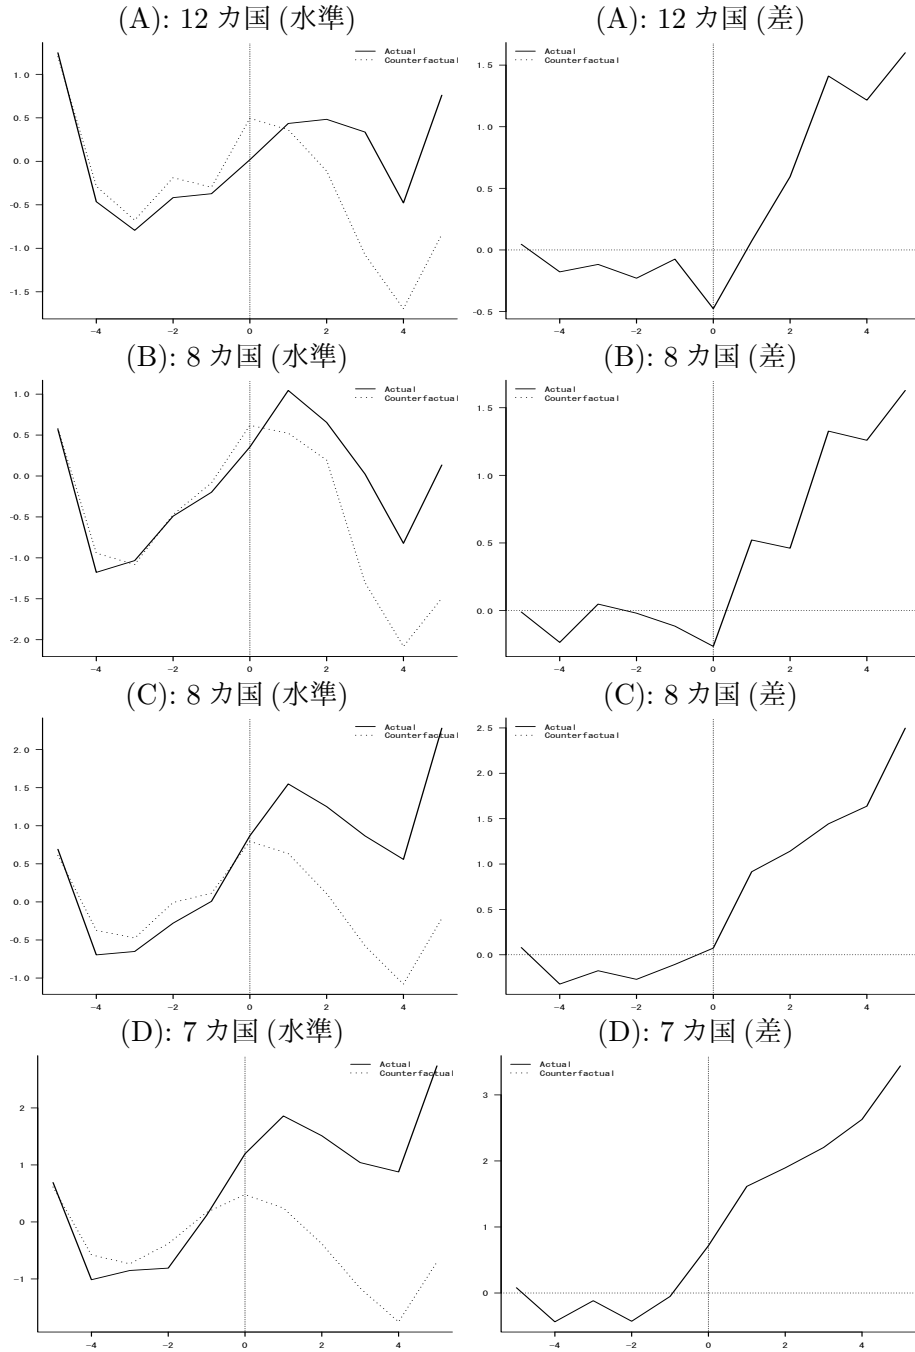 (A): 12 カ国 (水準)
Actual
Counterfactual
1.0
0.5
0.0
−0.5
−1.0
−1.5
−4 −2 0 2 4
(A): 12 カ国 (差)
Actual
Counterfactual
1.5
1.0
0.5
0.0
−0.5
−4 −2 0 2 4
(B): 8 カ国 (水準)
Actual
Counterfactual
1.0
0.5
0.0
−0.5
−1.0
−1.5
−2.0
−4 −2 0 2 4
(B): 8 カ国 (差)
Actual
Counterfactual
1.5
1.0
0.5
0.0
−4 −2 0 2 4
(C): 8 カ国 (水準)
Actual
Counterfactual
2.0
1.5
1.0
0.5
0.0
−0.5
−1.0
−4 −2 0 2 4
(C): 8 カ国 (差)
Actual
Counterfactual
2.5
2.0
1.5
1.0
0.5
0.0
−4 −2 0 2 4
(D): 7 カ国 (水準)
Actual
Counterfactual
2
1
0
−1
−4 −2 0 2 4
(D): 7 カ国 (差)
Actual
Counterfactual
3
2
1
0
−4 −2 0 2 4